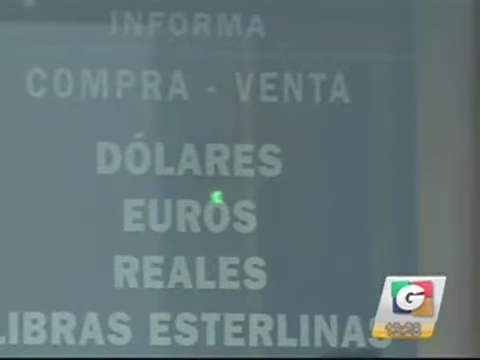 INFORMA
COMPRA - VENTA
DÓLARES
EUROS
REALES
LIBRAS ESTERLINAS
G